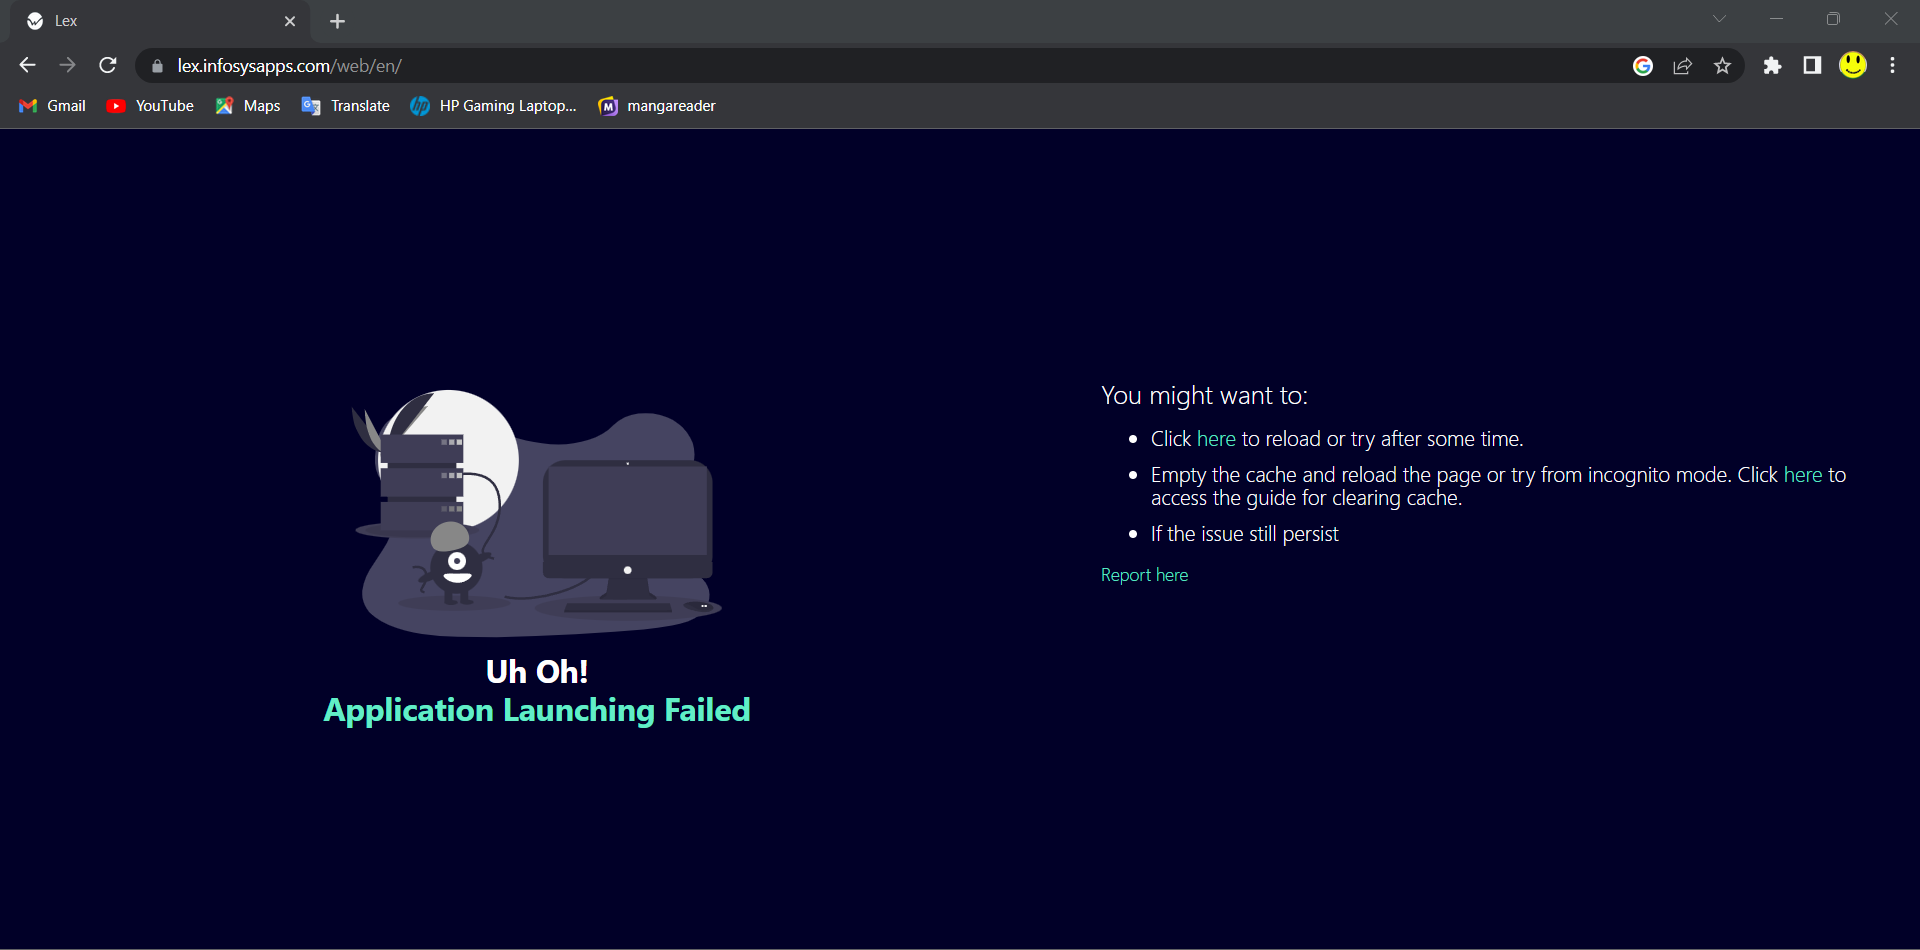 Lex
lex.infosysapps.com/web/en/
Gmail
YouTube
Maps
Translate
HP Gaming Laptop...
mangareader
Uh Oh!
Application Launching Failed
You might want to:
Click here to reload or try after some time.
Empty the cache and reload the page or try from incognito mode. Click here to
access the guide for clearing cache.
If the issue still persist
Report here